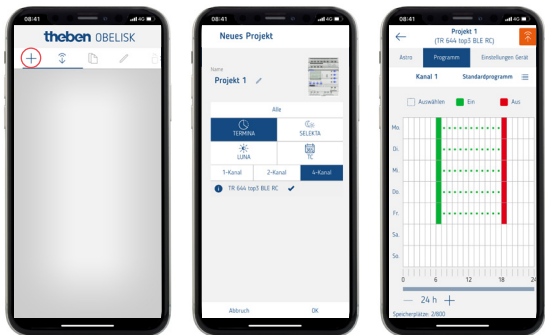 08:41
4G
theben OBELISK
08:41
4G
Neues Projekt
Name
Projekt 1
Alle
TERMINA
SELEKTA
LUNA
TC
1-Kanal
2-Kanal
4-Kanal
TR 644 top3 BLE RC
Abbruch
OK
08:41
4G
Projekt 1
(TR 644 top3 BLE RC)
Astro
Programm
Einstellungen Gerät
Kanal 1
Standardprogramm
Auswählen
Ein
Aus
Mo.
Di.
Mi.
Do.
Fr.
Sa.
So.
0 6 12 18 24
24 h
Speicherplätze: 2/800